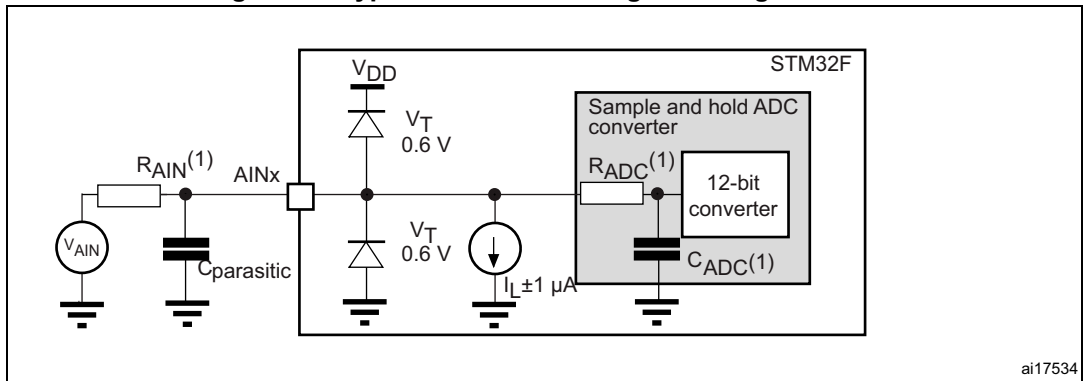 STM32F
VDD
VT
0.6 V
Sample and hold ADC
converter
RAIN(1)
AINx
RADC(1)
12-bit
converter
VAIN
Cparasitic
VT
0.6 V
IL±1 µA
CADC(1)
ai17534